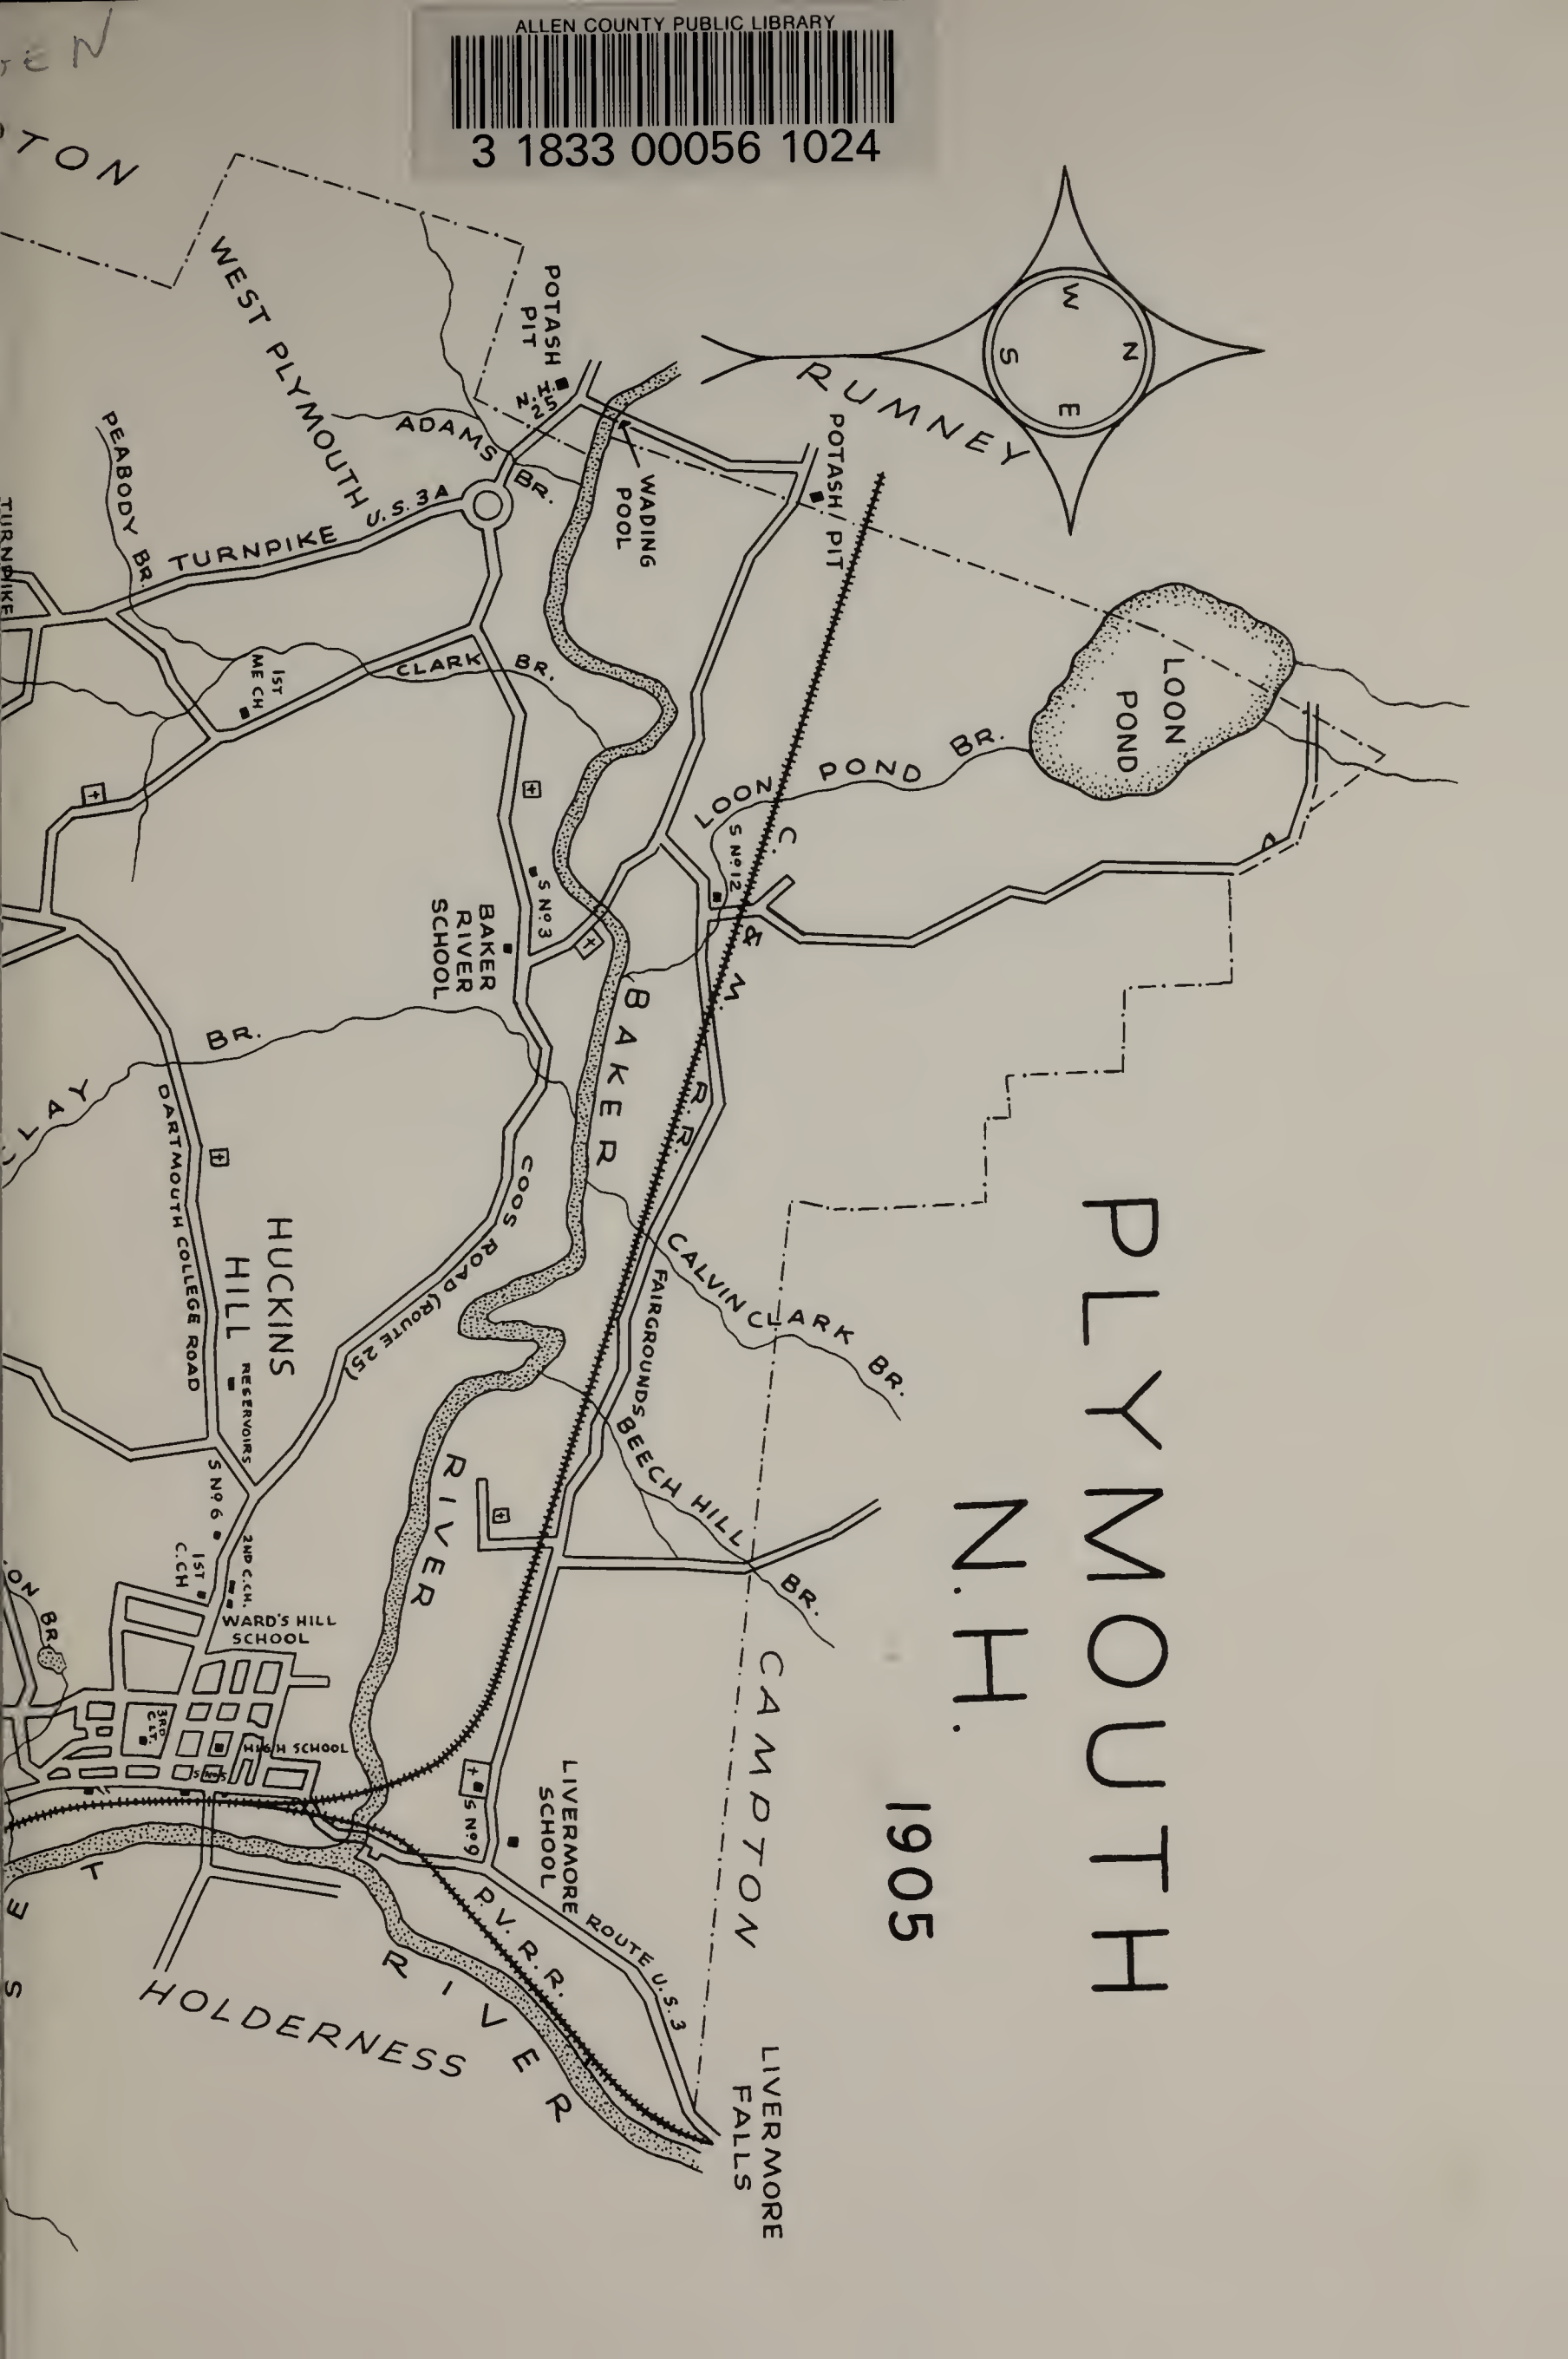 ALLEN COUNTY PUBLIC LIBRARY
3 1833 00056 1024
PLYMOUTH
N.H.
1905
N
W
E
S
RUMNEY
LOON
POND
POTASH PIT
POTASH
PIT
WADING
POOL
WEST PLYMOUTH
ADAMS BR.
PEABODY BR.
U.S. 3A
TURNPIKE
TURNPIKE
CLARK BR.
1ST
ME CH
LOON POND BR.
S Nº 12
C. & M. R. R.
S Nº 3
BAKER
RIVER
SCHOOL
BAKER RIVER
BR.
DARTMOUTH COLLEGE ROAD
COOS ROAD (ROUTE 25)
HUCKINS
HILL
RESERVOIRS
CALVIN CLARK BR.
FAIRGROUNDS
BEECH HILL BR.
S Nº 6
1ST
C.CH
2ND C.CH.
WARD'S HILL
SCHOOL
3RD
HIGH SCHOOL
CAMPTON
LIVERMORE
SCHOOL
S Nº 9
ROUTE U.S. 3
P. V. R. R.
LIVERMORE
FALLS
RIVER
HOLDERNESS